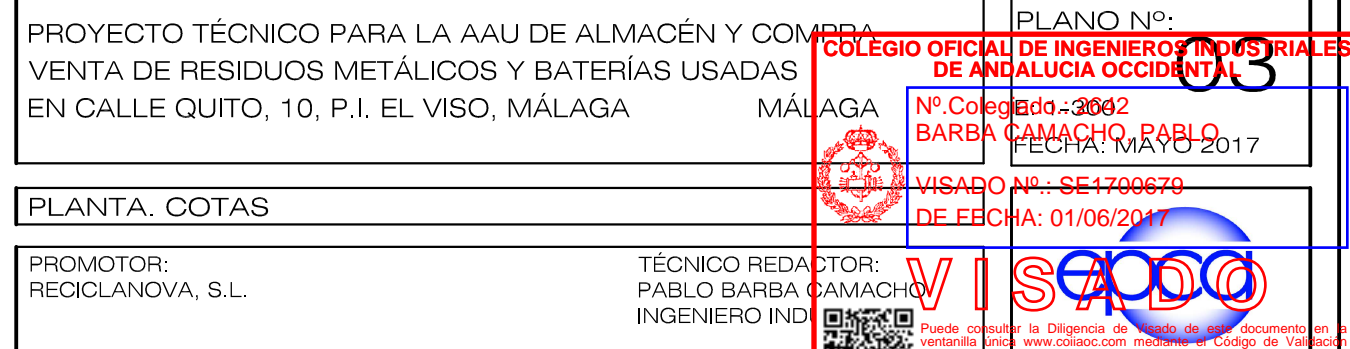 PROYECTO TÉCNICO PARA LA AAU DE ALMACÉN Y COMPRA
VENTA DE RESIDUOS METÁLICOS Y BATERÍAS USADAS
EN CALLE QUITO, 10, P.I. EL VISO, MÁLAGA MÁLAGA
PLANO Nº:
03
E: 1-300
FECHA: MAYO 2017
COLEGIO OFICIAL DE INGENIEROS INDUSTRIALES
DE ANDALUCIA OCCIDENTAL
Nº.Colegiado.: 2642
BARBA CAMACHO, PABLO
VISADO Nº.: SE1700679
DE FECHA: 01/06/2017
VISADO
PLANTA. COTAS
PROMOTOR:
RECICLANOVA, S.L.
TÉCNICO REDACTOR:
PABLO BARBA CAMACHO
INGENIERO
epca
Puede consultar la Diligencia de Visado de este documento en la
ventanilla única www.coiiaoc.com mediante el Código de Validación